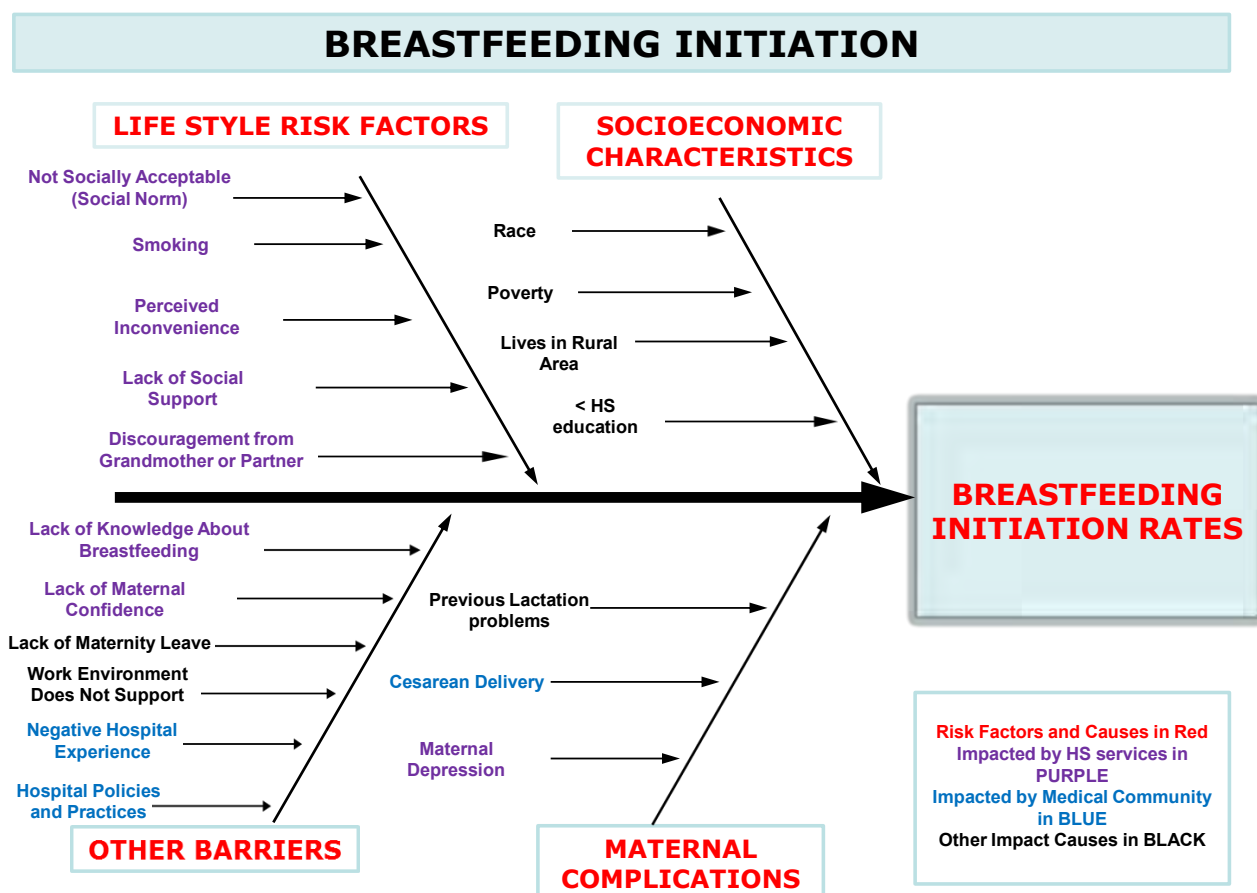 BREASTFEEDING INITIATION
LIFE STYLE RISK FACTORS
Not Socially Acceptable
(Social Norm)
Smoking
Perceived
Inconvenience
Lack of Social
Support
Discouragement from
Grandmother or Partner
SOCIOECONOMIC
CHARACTERISTICS
Race
Poverty
Lives in Rural
Area
< HS
education
BREASTFEEDING
INITIATION RATES
Lack of Knowledge About
Breastfeeding
Lack of Maternal
Confidence
Lack of Maternity Leave
Work Environment
Does Not Support
Negative Hospital
Experience
Hospital Policies
and Practices
OTHER BARRIERS
Previous Lactation
problems
Cesarean Delivery
Maternal
Depression
MATERNAL
COMPLICATIONS
Risk Factors and Causes in Red
Impacted by HS services in
PURPLE
Impacted by Medical Community
in BLUE
Other Impact Causes in BLACK